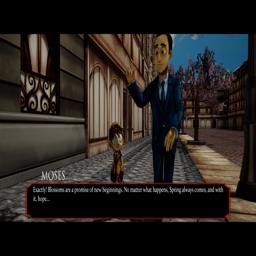 MOSES
Exactly! Blossoms are a promise of new beginnings. No matter what happens, Spring always comes, and with
it, hope...